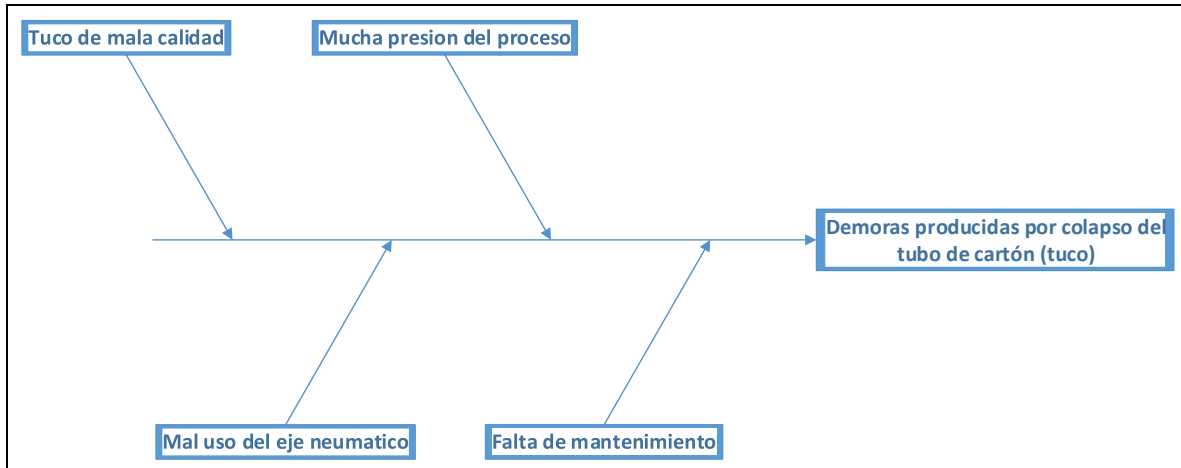 Tuco de mala calidad
Mucha presion del proceso
Demoras producidas por colapso del
tubo de cartón (tuco)
Mal uso del eje neumatico
Falta de mantenimiento